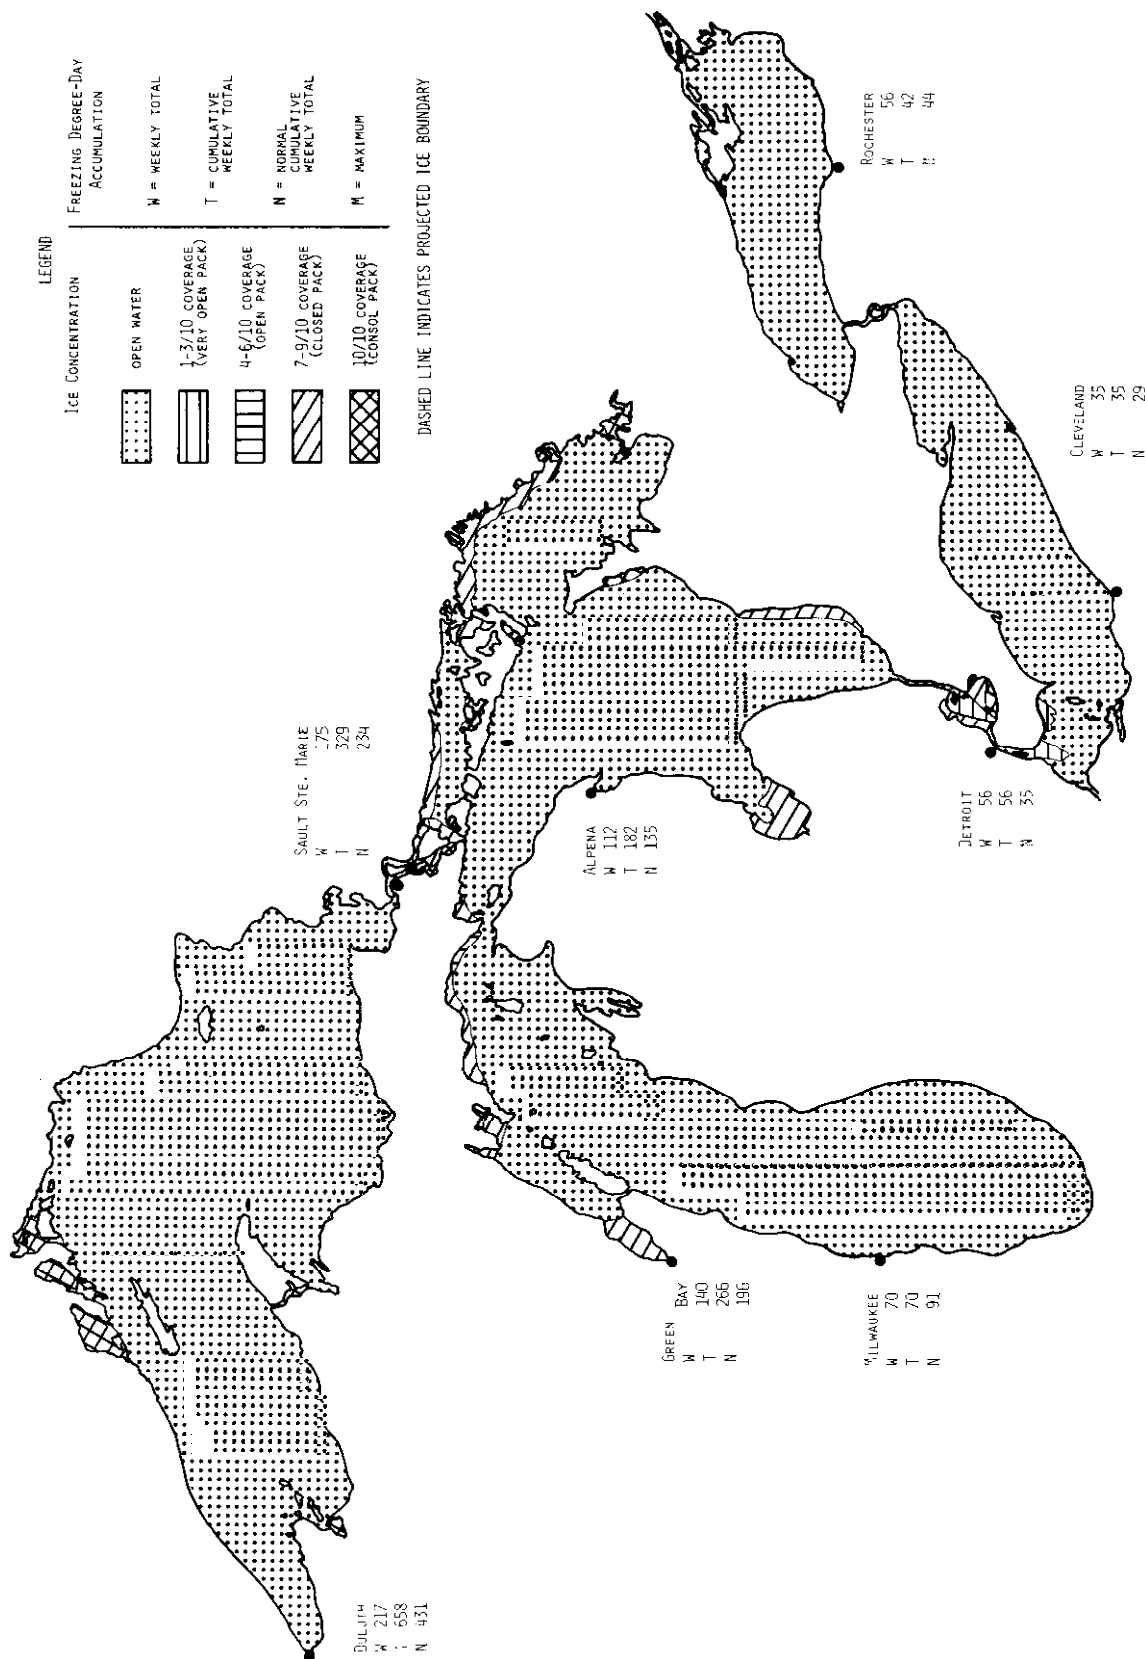 LEGEND
ICE CONCENTRATION
FREEZING DEGREE-DAY
ACCUMULATION
OPEN WATER
1-3/10 COVERAGE
(VERY OPEN PACK)
4-6/10 COVERAGE
(OPEN PACK)
7-9/10 COVERAGE
(CLOSED PACK)
10/10 COVERAGE
(CONSOL PACK)
W = WEEKLY TOTAL
T = CUMULATIVE
WEEKLY TOTAL
N = NORMAL
CUMULATIVE
WEEKLY TOTAL
M = MAXIMUM
DASHED LINE INDICATES PROJECTED ICE BOUNDARY
DULUTH
W 217
658
N 431
SAULT STE. MARIE
W 175
T 329
N 234
ALPENA
W 112
T 182
N 135
GREEN BAY
W 140
T 266
N 196
MILWAUKEE
W 70
T 70
N 91
DETROIT
W 56
T 56
N 35
CLEVELAND
W 35
T 35
N 29
ROCHESTER
W 56
T 42
N 44